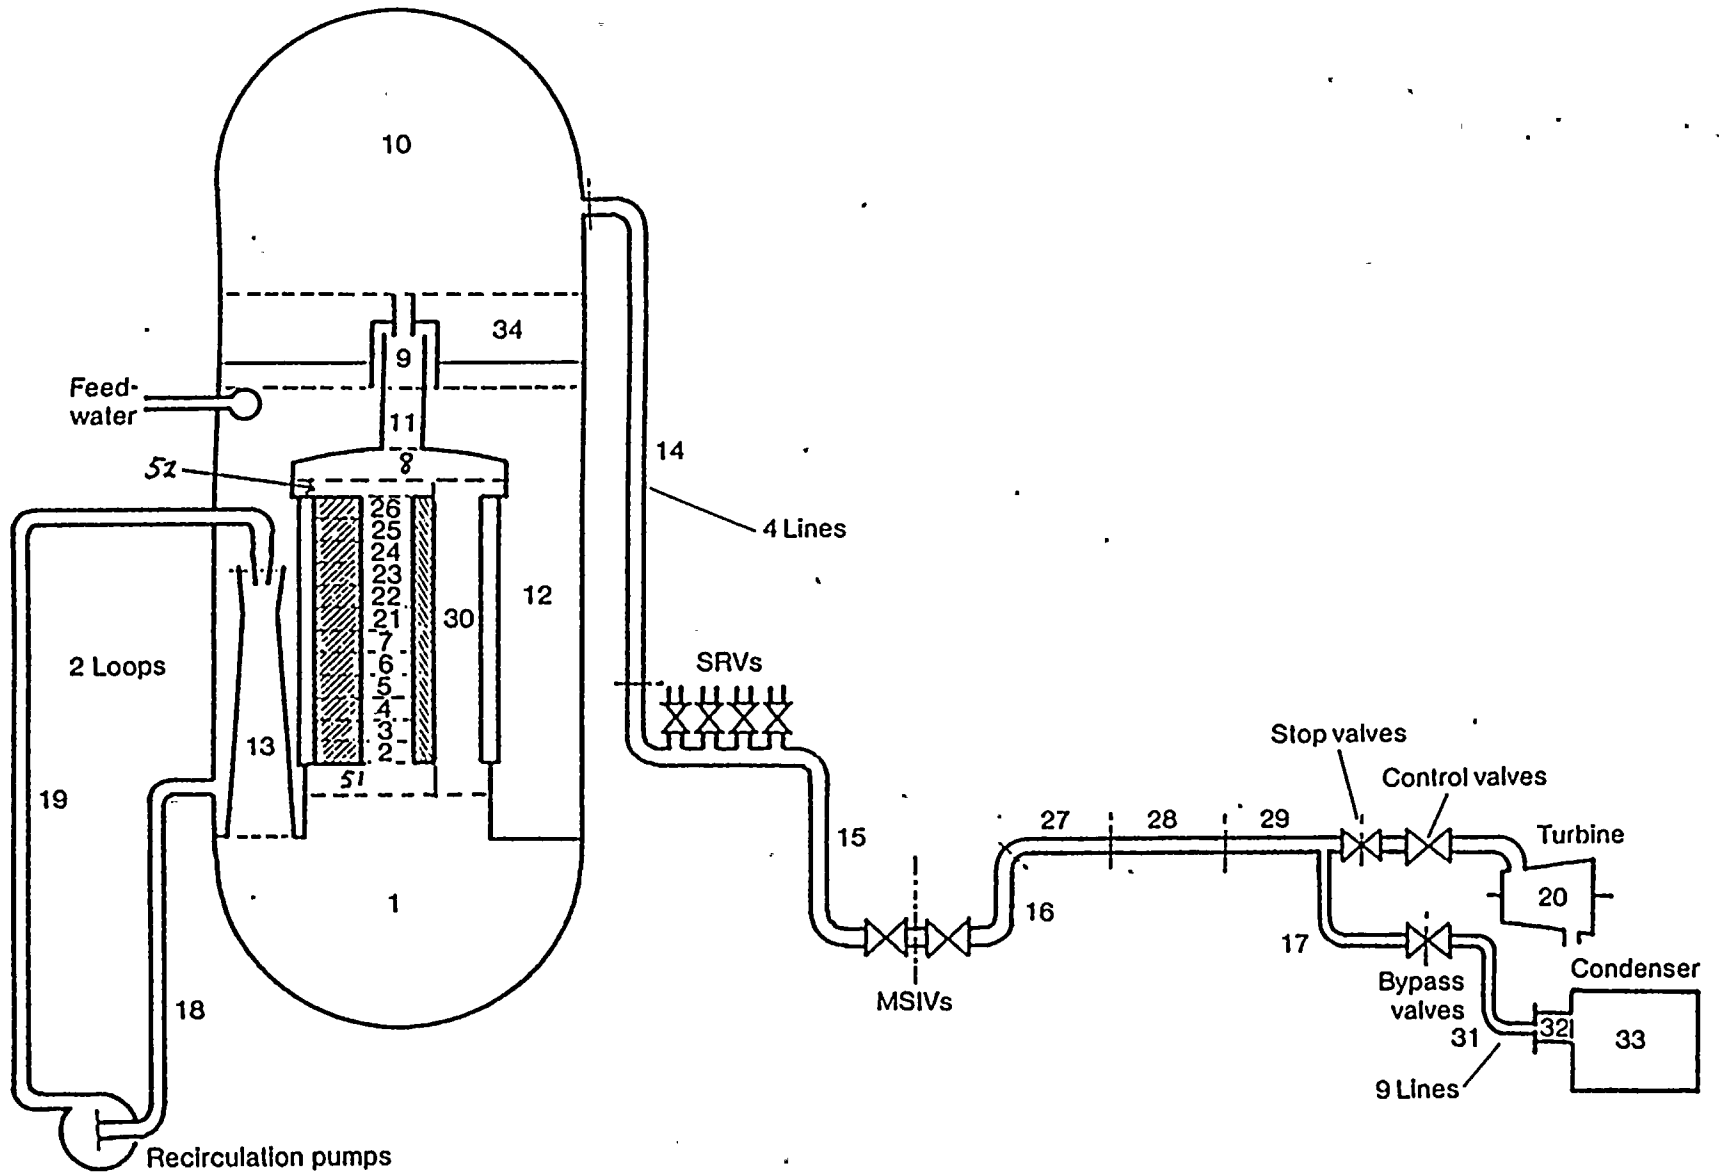 10
34
9
Feed-
water
11
14
8
52
4 Lines
26
25
24
23
22
21
7
6
5
4
3
2
30
12
2 Loops
SRVs
13
51
19
Stop valves
Control valves
27
28
29
Turbine
15
1
20
16
17
Condenser
Bypass
valves
MSIVs
18
31
32
33
9 Lines
Recirculation pumps